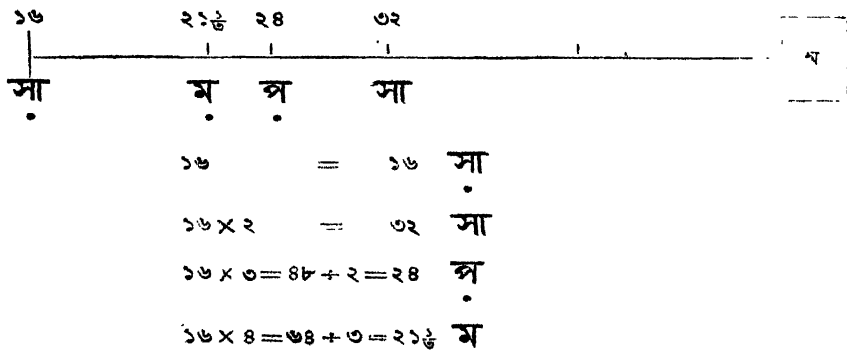 ১৬ ২১⅓ ২৪ ৩২
সা় ম় প় সা
১৬ = ১৬ সা়
১৬ × ২ = ৩২ সা
১৬ × ৩ = ৪৮ ÷ ২ = ২৪ প়
১৬ × ৪ = ৬৪ ÷ ৩ = ২১⅓ ম